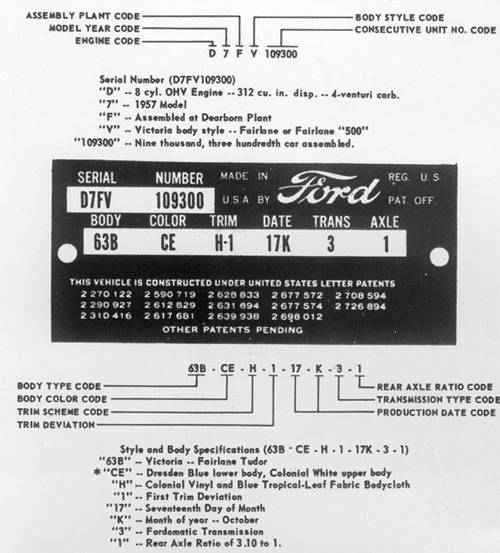 ASSEMBLY PLANT CODE BODY STYLE CODE
MODEL YEAR CODE CONSECUTIVE UNIT NO. CODE
ENGINE CODE
D 7 F V 109300
Serial Number (D7FV109300)
"D" -- 8 cyl. OHV Engine -- 312 cu. in. disp. -- 4-venturi carb.
"7" -- 1957 Model
"F" -- Assembled at Dearborn Plant
"V" -- Victoria body style -- Fairlane or Fairlane "500"
"109300" -- Nine thousand, three hundredth car assembled.
SERIAL NUMBER MADE IN Ford REG. U.S.
D7FV 109300 U.S.A BY PAT. OFF.
BODY COLOR TRIM DATE TRANS AXLE
63B CE H-1 17K 3 1
THIS VEHICLE IS CONSTRUCTED UNDER UNITED STATES LETTER PATENTS
2 270 122 2 590 719 2 628 833 2 677 572 2 708 594
2 290 927 2 612 829 2 631 694 2 677 574 2 726 894
2 310 416 2 617 681 2 639 938 2 698 012
OTHER PATENTS PENDING
63B - CE - H - 1 - 17 - K - 3 - 1
BODY TYPE CODE REAR AXLE RATIO CODE
BODY COLOR CODE TRANSMISSION TYPE CODE
TRIM SCHEME CODE PRODUCTION DATE CODE
TRIM DEVIATION
Style and Body Specifications (63B - CE - H - 1 - 17K - 3 - 1)
"63B" -- Victoria -- Fairlane Tudor
* "CE" -- Dresden Blue lower body, Colonial White upper body
"H" -- Colonial Vinyl and Blue Tropical-Leaf Fabric Bodycloth
"1" -- First Trim Deviation
"17" -- Seventeenth Day of Month
"K" -- Month of year -- October
"3" -- Fordomatic Transmission
"1" -- Rear Axle Ratio of 3.10 to 1.